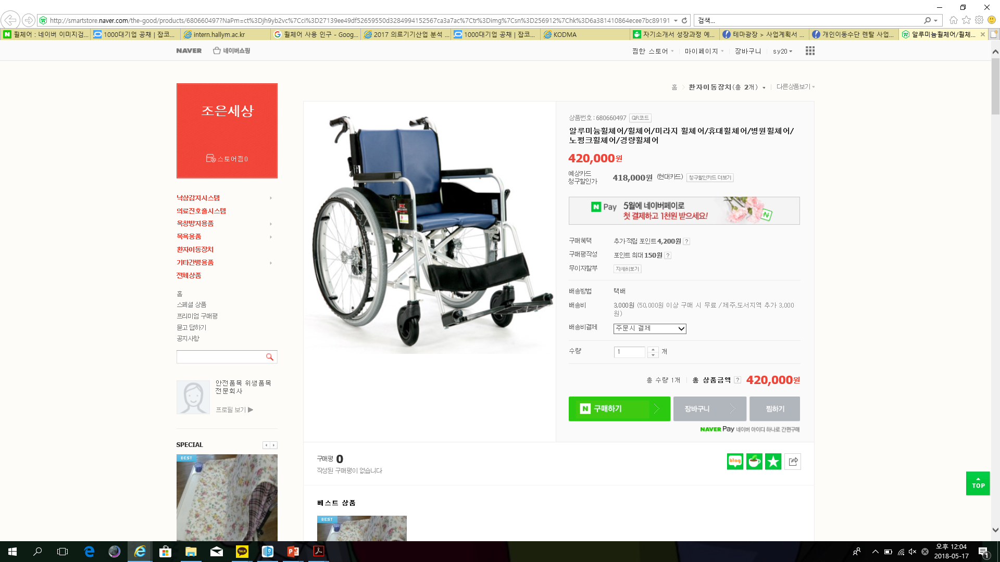 http://smartstore.naver.com/the-good/products/680660497?NaPm=ct%3Djh9yb2vc%7Cci%3D27139ee49df52659550d3284994152567ca3a7ac%7Ctr%3Dimg%7Csn%3D256912%7Chk%3D6a381410864ecee7bc89191
검색...
휠체어 : 네이버 이미지검...
1000대기업 공채 | 잡코...
intern.hallym.ac.kr
휠체어 사용 인구 - Goog...
2017 의료기기산업 분석 ...
1000대기업 공채 | 잡코...
KODMA
자기소개서 성장과정 예...
테마광장 > 사업계획서 ...
개인이동수단 렌탈 사업...
알루미늄휠체어/휠체...
NAVER 네이버쇼핑
찜한 스토어
마이페이지
장바구니
sy20
조은세상
스토어찜0
홈 > 환자이동장치(총 2개)
다른상품보기
낙상감지시스템
의료진호출시스템
욕창방지용품
목욕용품
환자이동장치
기타간병용품
전체상품
홈
스페셜 상품
프리미엄 구매평
묻고 답하기
공지사항
안전품목 위생품목
전문회사
프로필 보기 ▶
SPECIAL
BEST
상품번호 : 680660497 QR코드
알루미늄휠체어/휠체어/미라지 휠체어/휴대휠체어/병원휠체어/
노펑크휠체어/경량휠체어
420,000원
예상카드
청구할인가
418,000원 (현대카드) 청구할인카드 더보기
N Pay 5월에 네이버페이로
첫 결제하고 1천원 받으세요!
구매혜택 추가적립 포인트 4,200원 ?
구매평작성 포인트 최대 150원 ?
무이자할부 자세히보기
배송방법 택배
배송비 3,000원 (50,000원 이상 구매 시 무료 / 제주,도서지역 추가 3,000
원)
배송비결제 주문시 결제
수량 1 개
총 수량 1개 | 총 상품금액 ? 420,000원
N 구매하기
장바구니
찜하기
NAVER Pay 네이버 아이디 하나로 간편구매
구매평 0
작성된 구매평이 없습니다
blog
베스트 상품
BEST
TOP
TALK
오후 12:04
2018-05-17
1